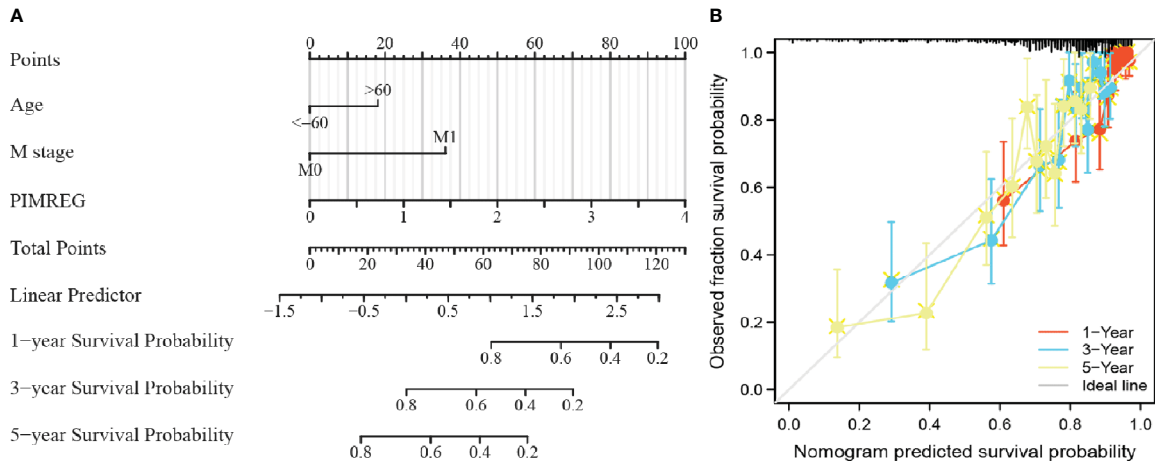 A
Points
0 20 40 60 80 100
Age
>60
<-60
M stage
M1
M0
PIMREG
0 1 2 3 4
Total Points
0 20 40 60 80 100 120
Linear Predictor
-1.5 -0.5 0.5 1.5 2.5
1-year Survival Probability
0.8 0.6 0.4 0.2
3-year Survival Probability
0.8 0.6 0.4 0.2
5-year Survival Probability
0.8 0.6 0.4 0.2
B
Observed fraction survival probability
1.0
0.8
0.6
0.4
0.2
0.0
1-Year
3-Year
5-Year
Ideal line
0.0 0.2 0.4 0.6 0.8 1.0
Nomogram predicted survival probability